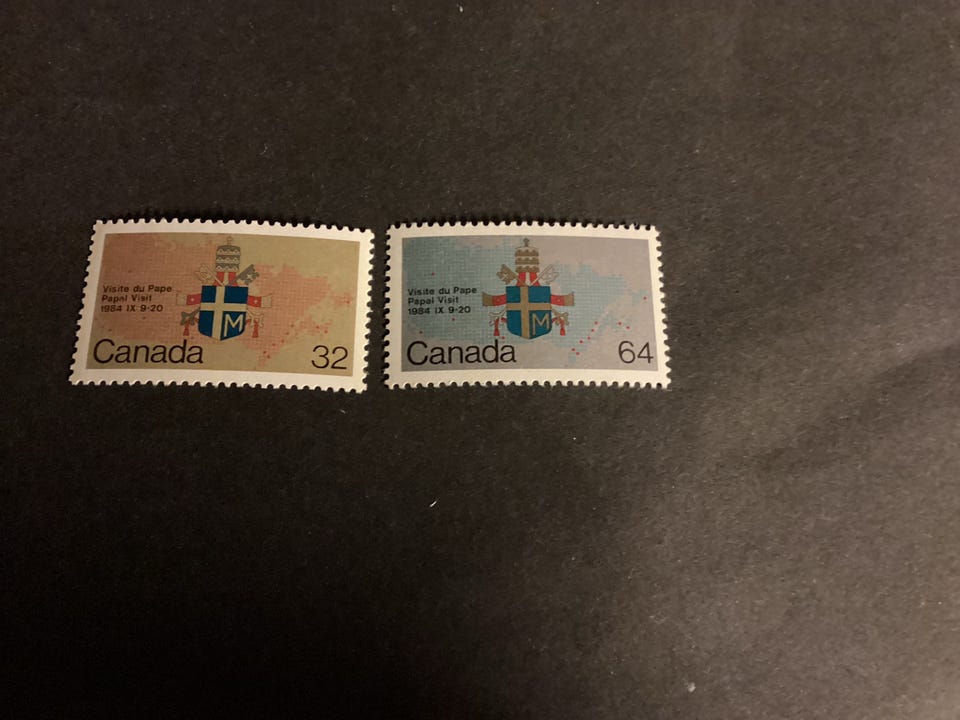 Visite du Pape
Papal Visit
1984 IX 9-20
M
Canada 32
Visite du Pape
Papal Visit
1984 IX 9-20
M
Canada 64